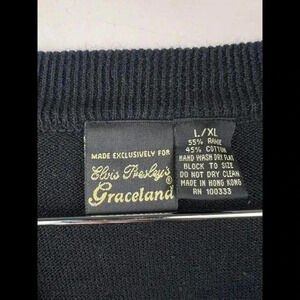 MADE EXCLUSIVELY FOR
Elvis Presley's
Graceland
L/XL
55% RAMIE
45% COTTON
HAND WASH DRY FLAT
BLOCK TO SIZE
DO NOT DRY CLEAN
MADE IN HONG KONG
RN 100333